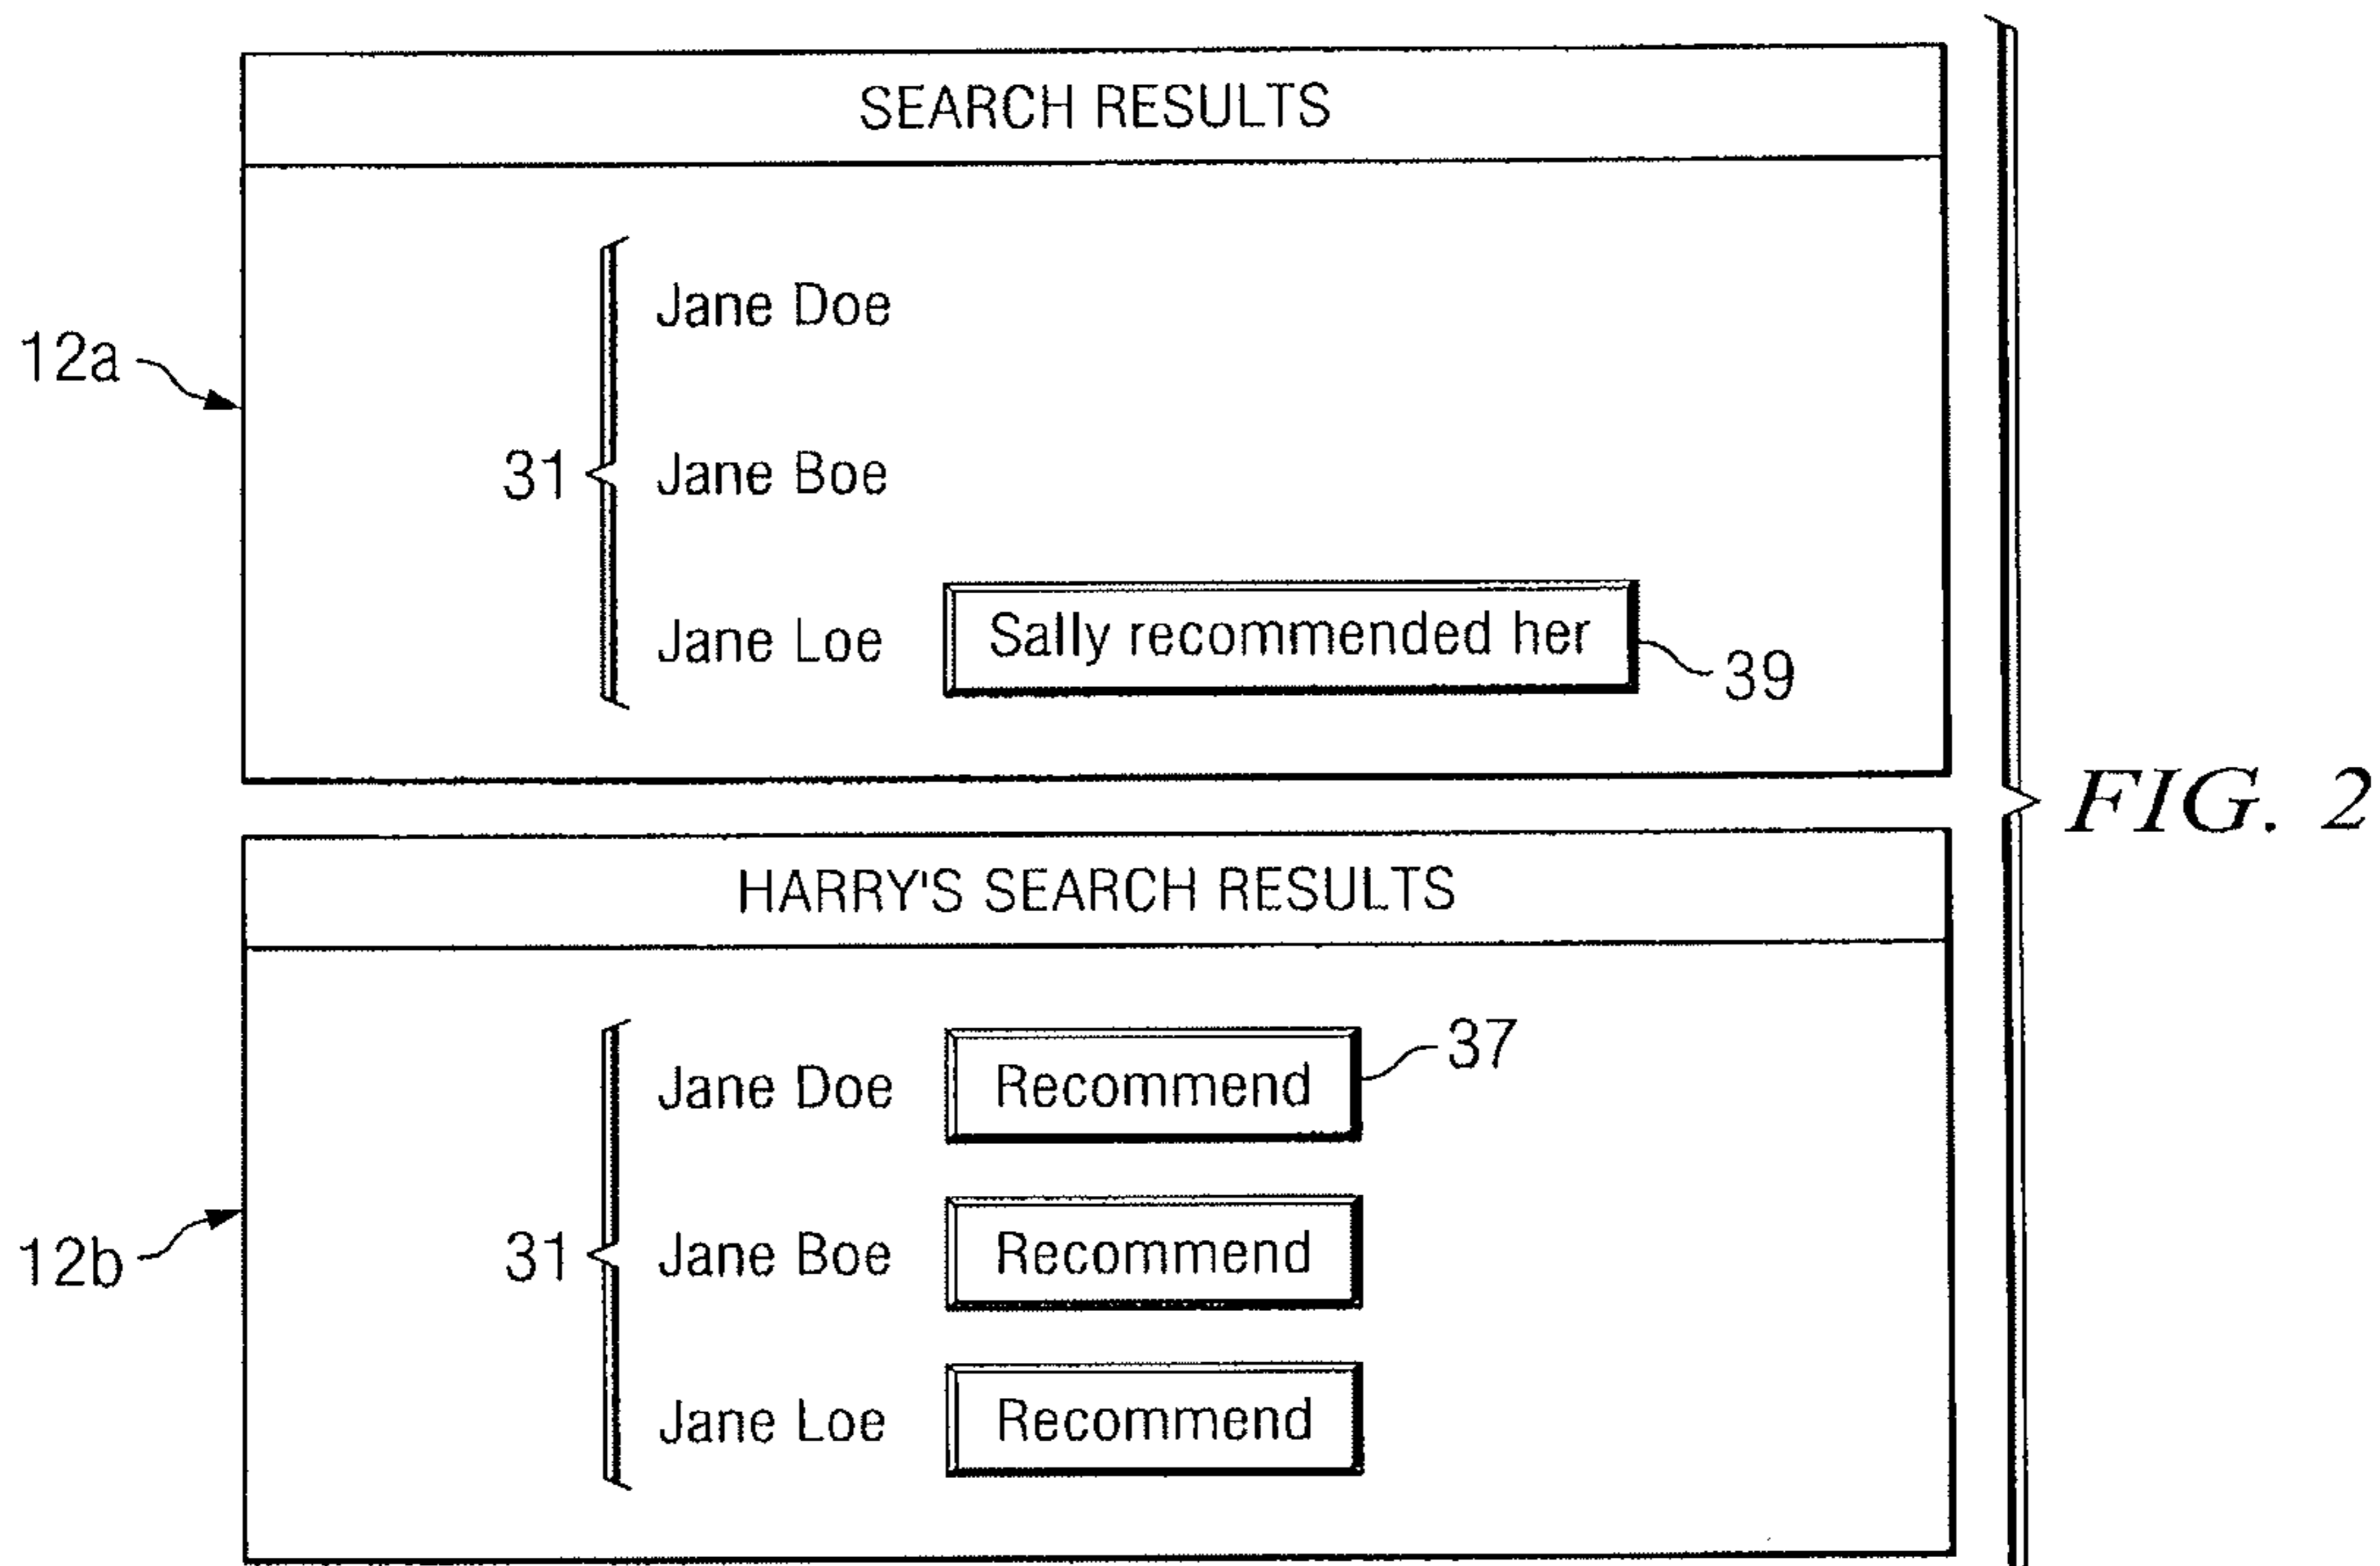 SEARCH RESULTS
12a
31
Jane Doe
Jane Boe
Jane Loe Sally recommended her 39
FIG. 2
HARRY'S SEARCH RESULTS
12b
31
Jane Doe Recommend 37
Jane Boe Recommend
Jane Loe Recommend